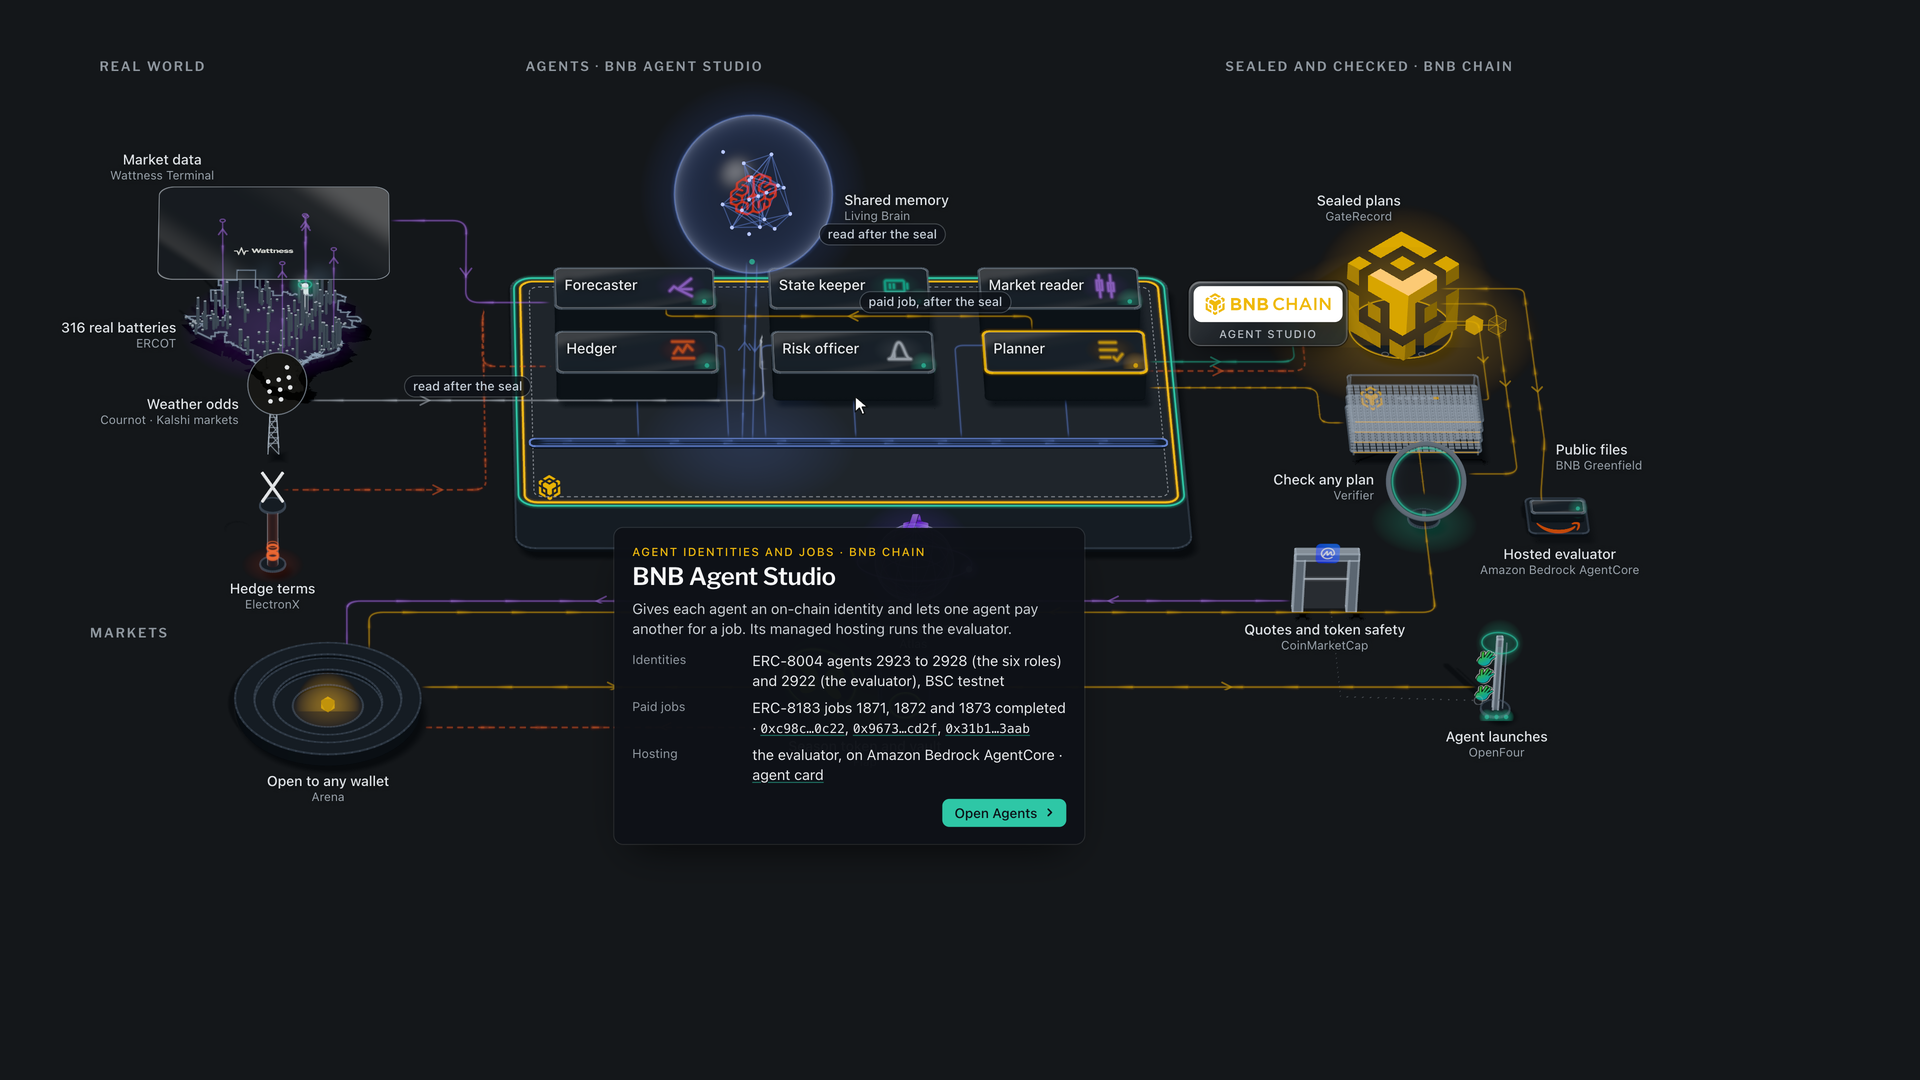 REAL WORLD
AGENTS · BNB AGENT STUDIO
SEALED AND CHECKED · BNB CHAIN
Market data
Wattness Terminal
Wattness
316 real batteries
ERCOT
Weather odds
Cournot · Kalshi markets
read after the seal
Hedge terms
ElectronX
Shared memory
Living Brain
read after the seal
Forecaster
State keeper
Market reader
paid job, after the seal
Hedger
Risk officer
Planner
BNB CHAIN
AGENT STUDIO
Sealed plans
GateRecord
Check any plan
Verifier
Public files
BNB Greenfield
Hosted evaluator
Amazon Bedrock AgentCore
Quotes and token safety
CoinMarketCap
Agent launches
OpenFour
MARKETS
Open to any wallet
Arena
AGENT IDENTITIES AND JOBS · BNB CHAIN
BNB Agent Studio
Gives each agent an on-chain identity and lets one agent pay
another for a job. Its managed hosting runs the evaluator.
Identities
ERC-8004 agents 2923 to 2928 (the six roles)
and 2922 (the evaluator), BSC testnet
Paid jobs
ERC-8183 jobs 1871, 1872 and 1873 completed
· 0xc98c…0c22, 0x9673…cd2f, 0x31b1…3aab
Hosting
the evaluator, on Amazon Bedrock AgentCore ·
agent card
Open Agents